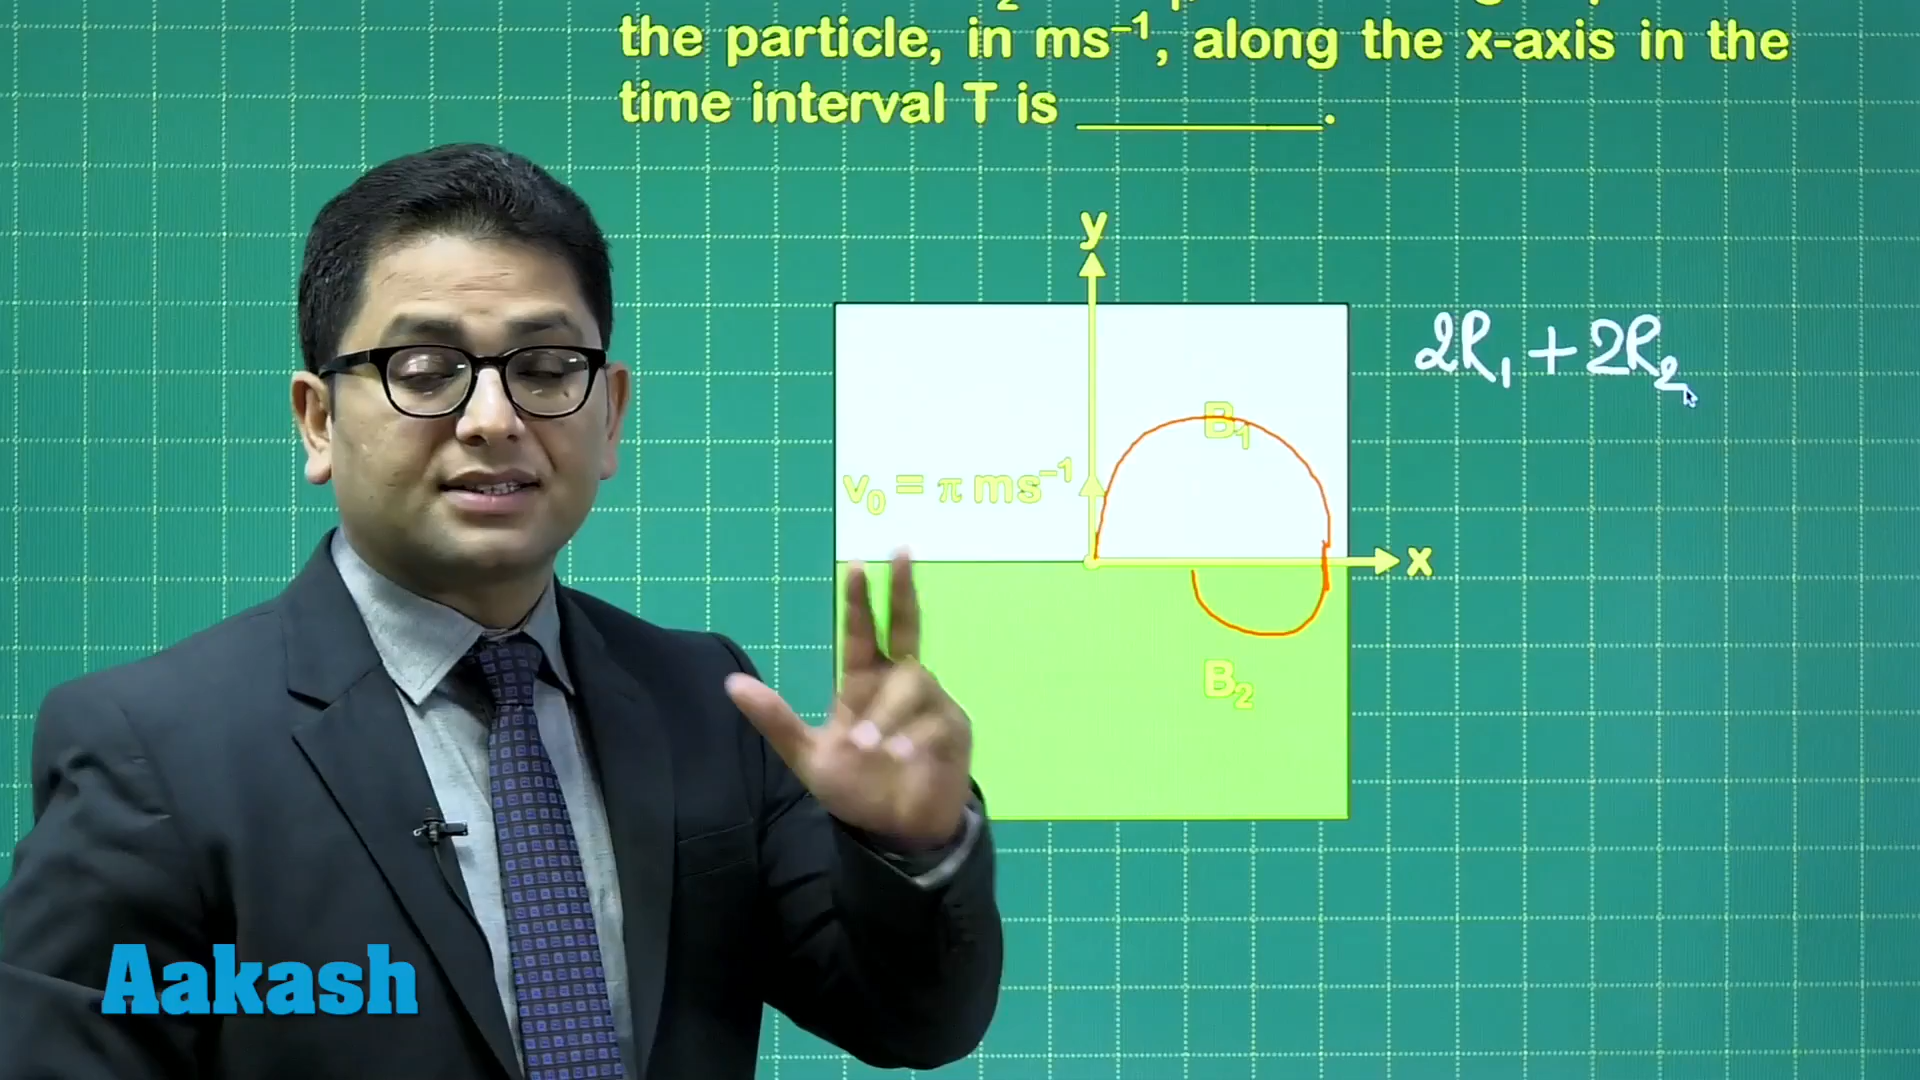 the particle, in ms⁻¹, along the x-axis in the
time interval T is ____________.
y
2R₁ + 2R₂
B₁
v₀ = π ms⁻¹
x
B₂
Aakash